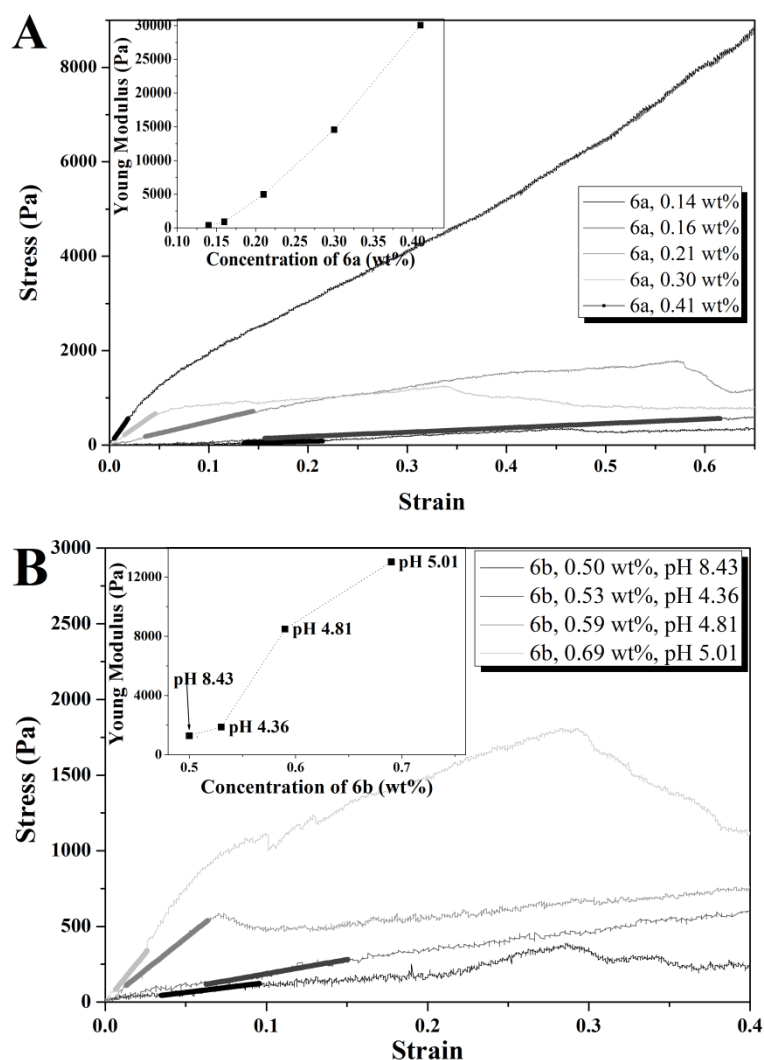 A
8000
6000
4000
2000
0
Stress (Pa)
0.0 0.1 0.2 0.3 0.4 0.5 0.6
Strain
30000
25000
20000
15000
10000
5000
0
Young Modulus (Pa)
0.10 0.15 0.20 0.25 0.30 0.35 0.40
Concentration of 6a (wt%)
6a, 0.14 wt%
6a, 0.16 wt%
6a, 0.21 wt%
6a, 0.30 wt%
6a, 0.41 wt%
B
3000
2500
2000
1750
1000
500
0
Stress (Pa)
0.0 0.1 0.2 0.3 0.4
Strain
12000
8000
4000
0
Young Modulus (Pa)
pH 5.01
pH 4.81
pH 8.43
pH 4.36
0.5 0.6 0.7
Concentration of 6b (wt%)
6b, 0.50 wt%, pH 8.43
6b, 0.53 wt%, pH 4.36
6b, 0.59 wt%, pH 4.81
6b, 0.69 wt%, pH 5.01